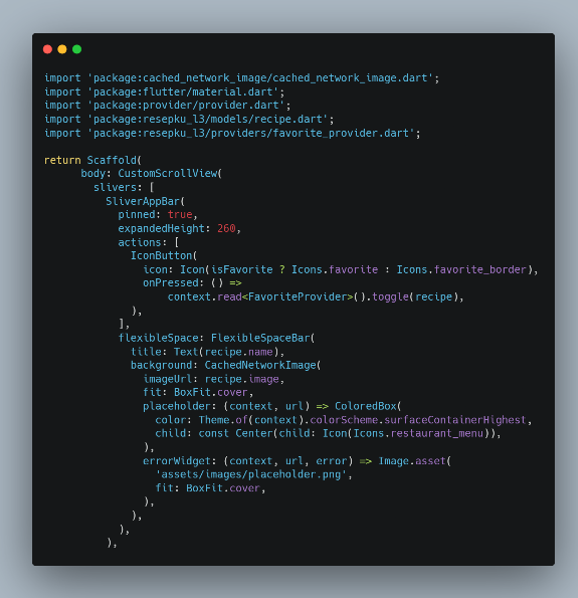 import 'package:cached_network_image/cached_network_image.dart';
import 'package:flutter/material.dart';
import 'package:provider/provider.dart';
import 'package:resepku_l3/models/recipe.dart';
import 'package:resepku_l3/providers/favorite_provider.dart';

return Scaffold(
      body: CustomScrollView(
        slivers: [
          SliverAppBar(
            pinned: true,
            expandedHeight: 260,
            actions: [
              IconButton(
                icon: Icon(isFavorite ? Icons.favorite : Icons.favorite_border),
                onPressed: () =>
                    context.read<FavoriteProvider>().toggle(recipe),
              ),
            ],
            flexibleSpace: FlexibleSpaceBar(
              title: Text(recipe.name),
              background: CachedNetworkImage(
                imageUrl: recipe.image,
                fit: BoxFit.cover,
                placeholder: (context, url) => ColoredBox(
                  color: Theme.of(context).colorScheme.surfaceContainerHighest,
                  child: const Center(child: Icon(Icons.restaurant_menu)),
                ),
                errorWidget: (context, url, error) => Image.asset(
                  'assets/images/placeholder.png',
                  fit: BoxFit.cover,
                ),
              ),
            ),
          ),